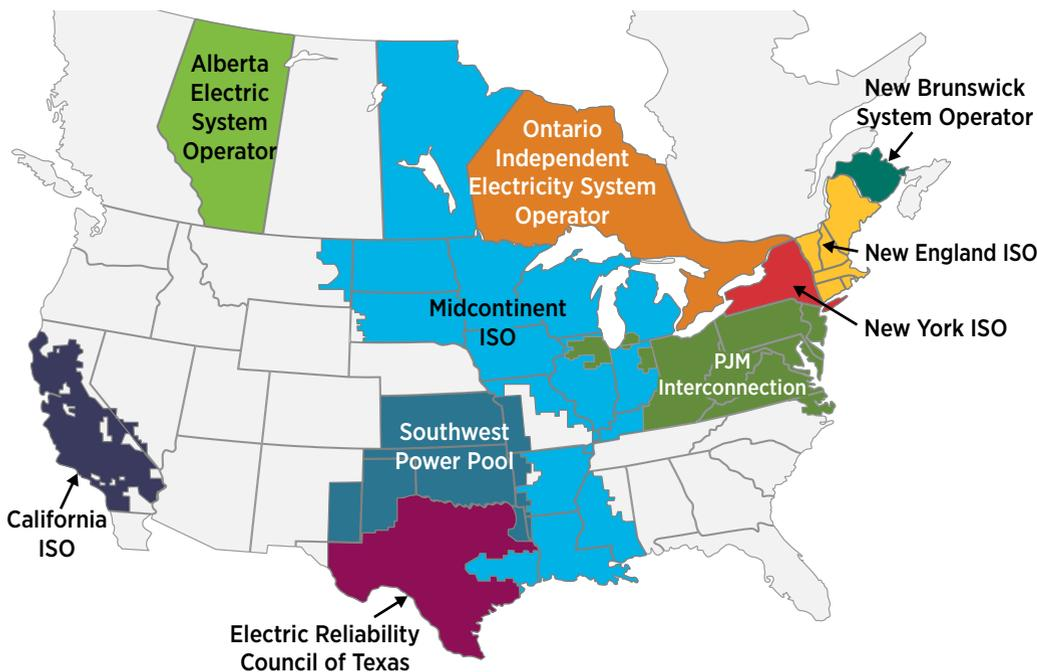 Alberta
Electric
System
Operator
Ontario
Independent
Electricity System
Operator
New Brunswick
System Operator
New England ISO
New York ISO
Midcontinent
ISO
PJM
Interconnection
Southwest
Power Pool
California
ISO
Electric Reliability
Council of Texas